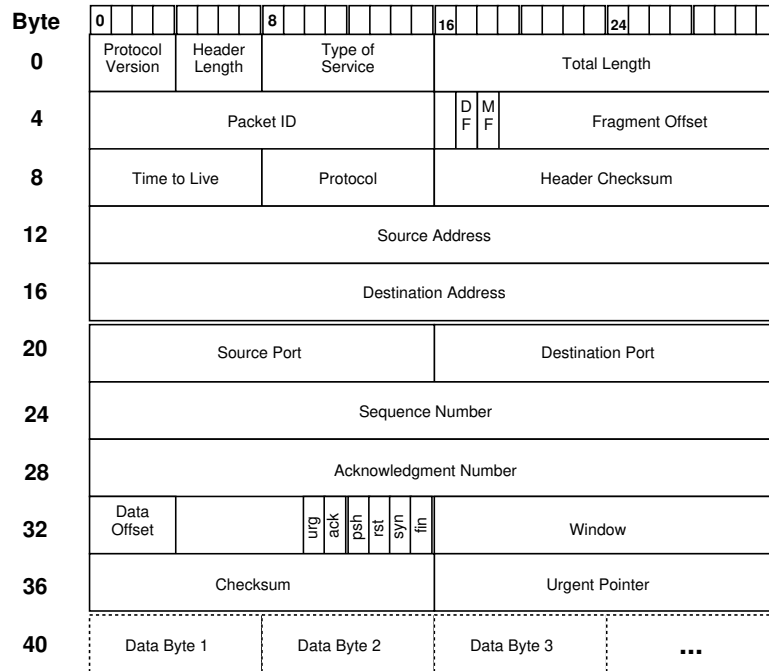 Byte 0 8 16 24
0 Protocol Version Header Length Type of Service Total Length
4 Packet ID D F M F Fragment Offset
8 Time to Live Protocol Header Checksum
12 Source Address
16 Destination Address
20 Source Port Destination Port
24 Sequence Number
28 Acknowledgment Number
32 Data Offset urg ack psh rst syn fin Window
36 Checksum Urgent Pointer
40 Data Byte 1 Data Byte 2 Data Byte 3 ...